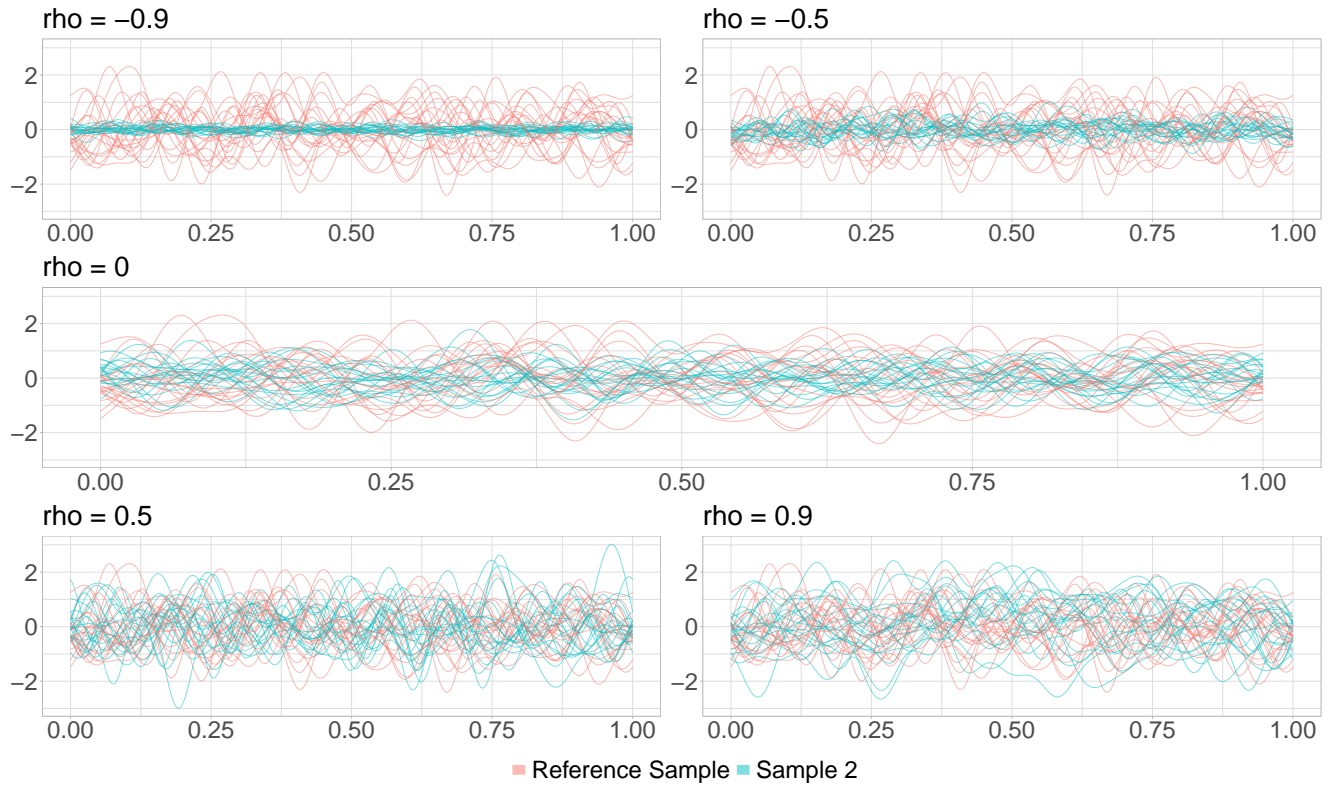 rho = −0.9 rho = −0.5
2 2
0 0
−2 −2
0.00 0.25 0.50 0.75 1.00 0.00 0.25 0.50 0.75 1.00
rho = 0
2
0
−2
0.00 0.25 0.50 0.75 1.00
rho = 0.5 rho = 0.9
2 2
0 0
−2 −2
0.00 0.25 0.50 0.75 1.00 0.00 0.25 0.50 0.75 1.00
Reference Sample Sample 2